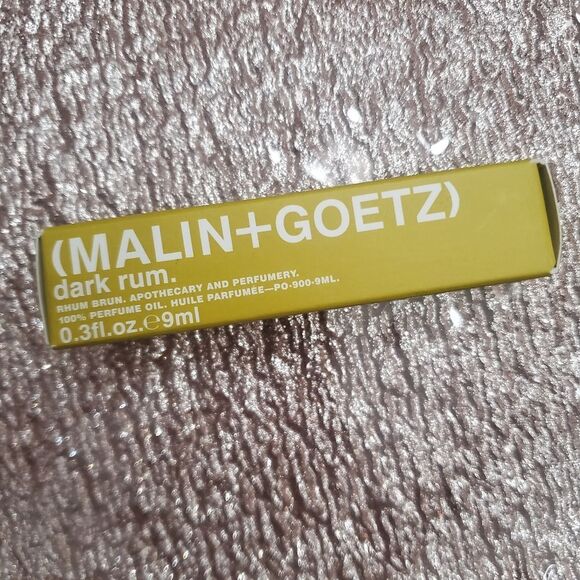 (MALIN+GOETZ)
dark rum.
RHUM BRUN. APOTHECARY AND PERFUMERY.
100% PERFUME OIL. HUILE PARFUMÉE—PO-900-9ML.
0.3fl.oz.℮9ml